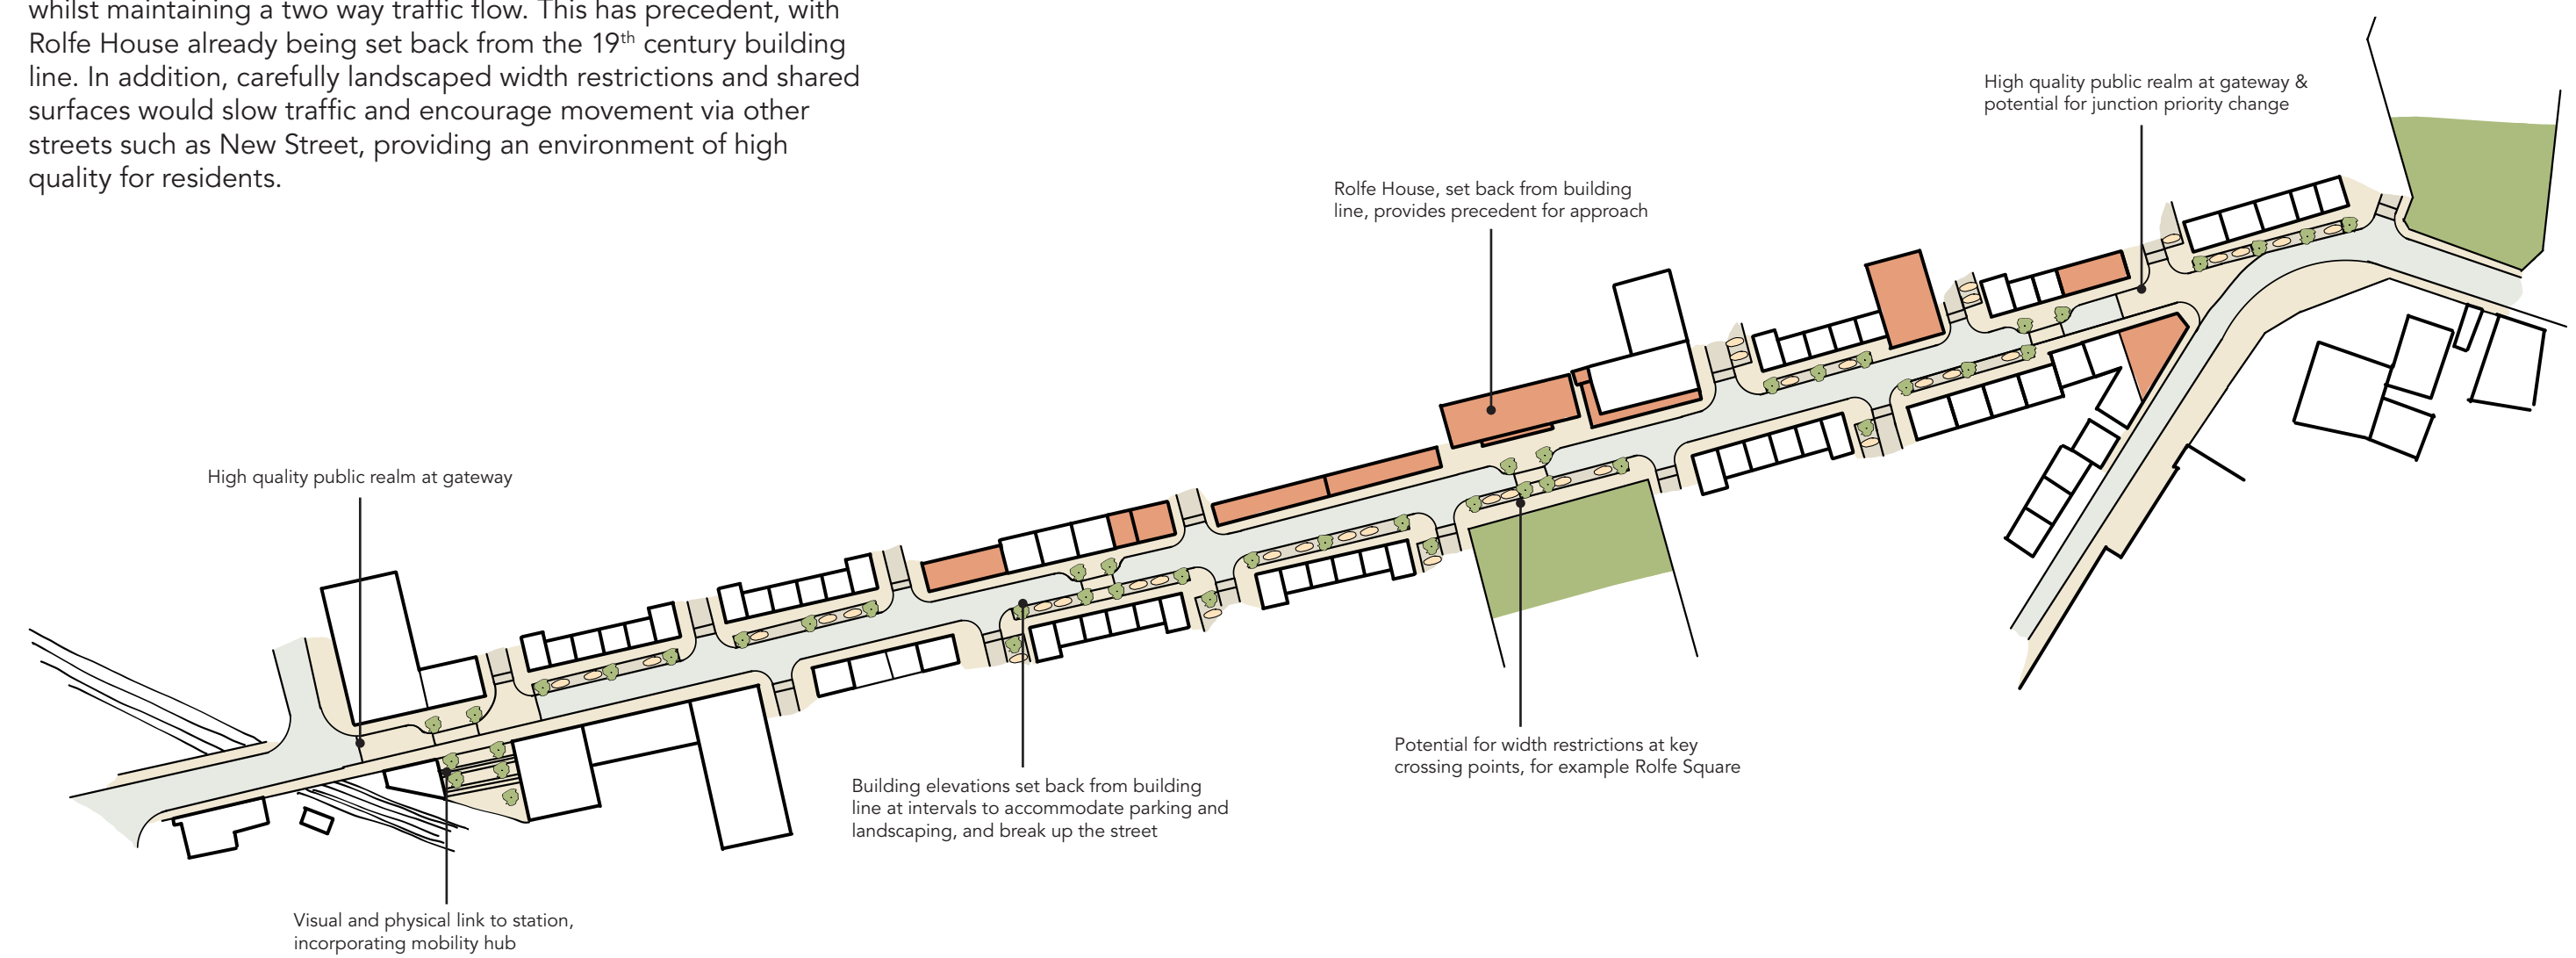 whilst maintaining a two way traffic flow. This has precedent, with
Rolfe House already being set back from the 19th century building
line. In addition, carefully landscaped width restrictions and shared
surfaces would slow traffic and encourage movement via other
streets such as New Street, providing an environment of high
quality for residents.
High quality public realm at gateway &
potential for junction priority change
Rolfe House, set back from building
line, provides precedent for approach
High quality public realm at gateway
Potential for width restrictions at key
crossing points, for example Rolfe Square
Building elevations set back from building
line at intervals to accommodate parking and
landscaping, and break up the street
Visual and physical link to station,
incorporating mobility hub